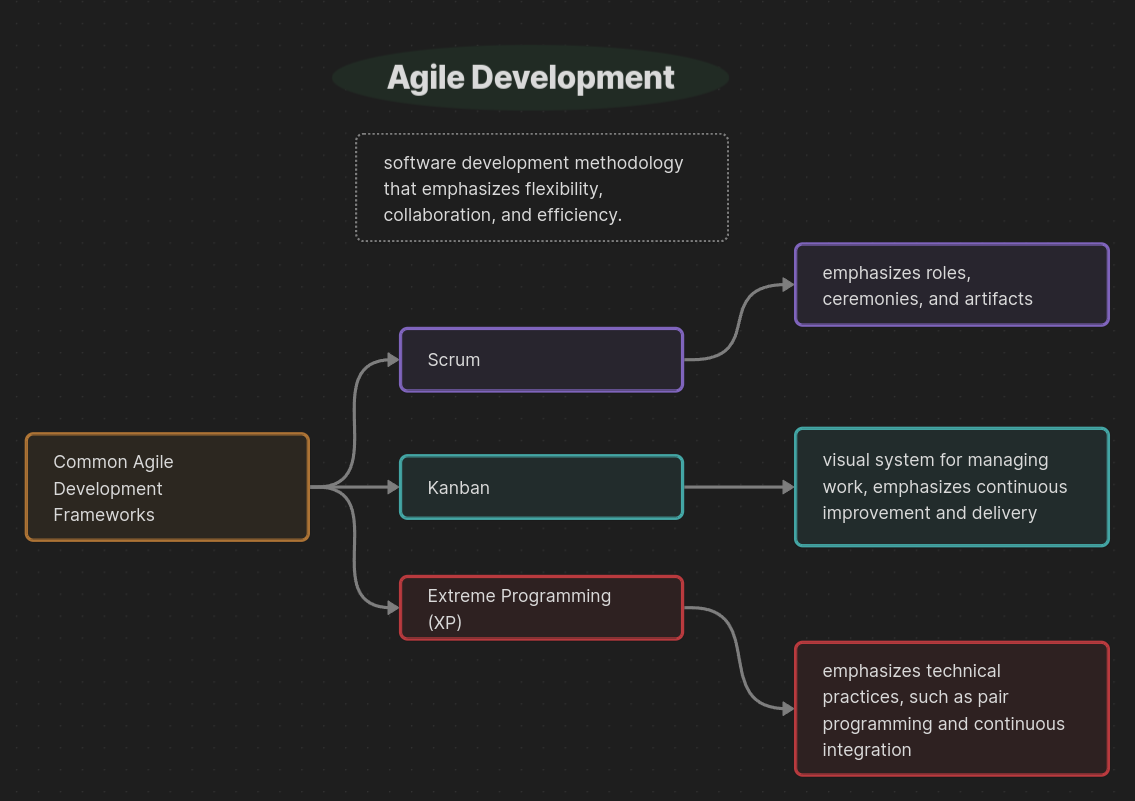 Agile Development
software development methodology
that emphasizes flexibility,
collaboration, and efficiency.
Common Agile
Development
Frameworks
Scrum
emphasizes roles,
ceremonies, and artifacts
Kanban
visual system for managing
work, emphasizes continuous
improvement and delivery
Extreme Programming
(XP)
emphasizes technical
practices, such as pair
programming and continuous
integration